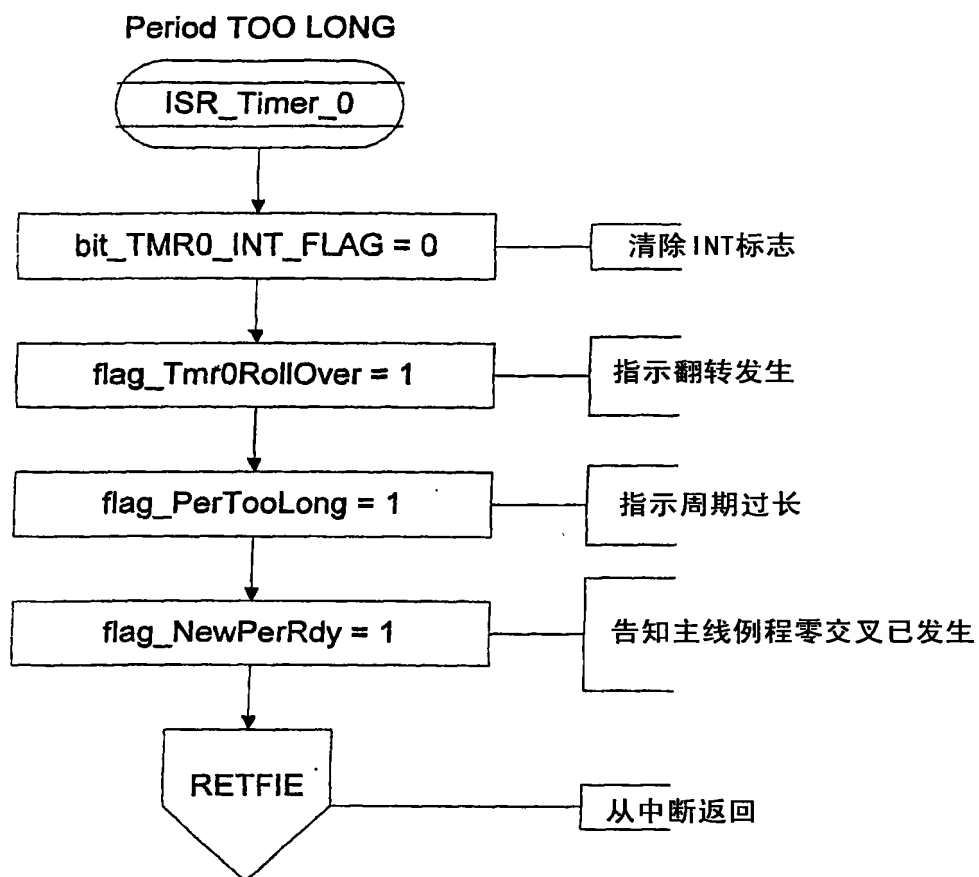 Period TOO LONG
ISR_Timer_0
bit_TMR0_INT_FLAG = 0
清除INT标志
flag_Tmr0RollOver = 1
指示翻转发生
flag_PerTooLong = 1
指示周期过长
flag_NewPerRdy = 1
告知主线例程零交叉已发生
RETFIE
从中断返回